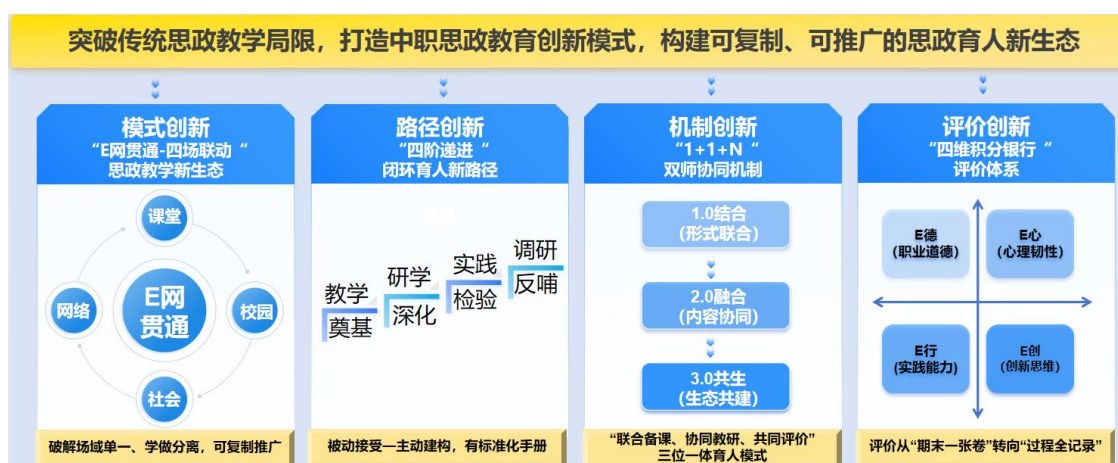 突破传统思政教学局限，打造中职思政教育创新模式，构建可复制、可推广的思政育人新生态
模式创新
“E网贯通-四场联动“
思政教学新生态
课堂
网络
E网
贯通
校园
社会
破解场域单一、学做分离，可复制推广
路径创新
“四阶递进“
闭环育人新路径
教学
奠基
研学
深化
实践
检验
调研
反哺
被动接受—主动建构，有标准化手册
机制创新
“1+1+N“
双师协同机制
1.0结合
(形式联合)
2.0融合
(内容协同)
3.0共生
(生态共建)
“联合备课、协同教研、共同评价”
三位一体育人模式
评价创新
“四维积分银行“
评价体系
E德
(职业道德)
E心
(心理韧性)
E行
(实践能力)
E创
(创新思维)
评价从“期末一张卷”转向“过程全记录”